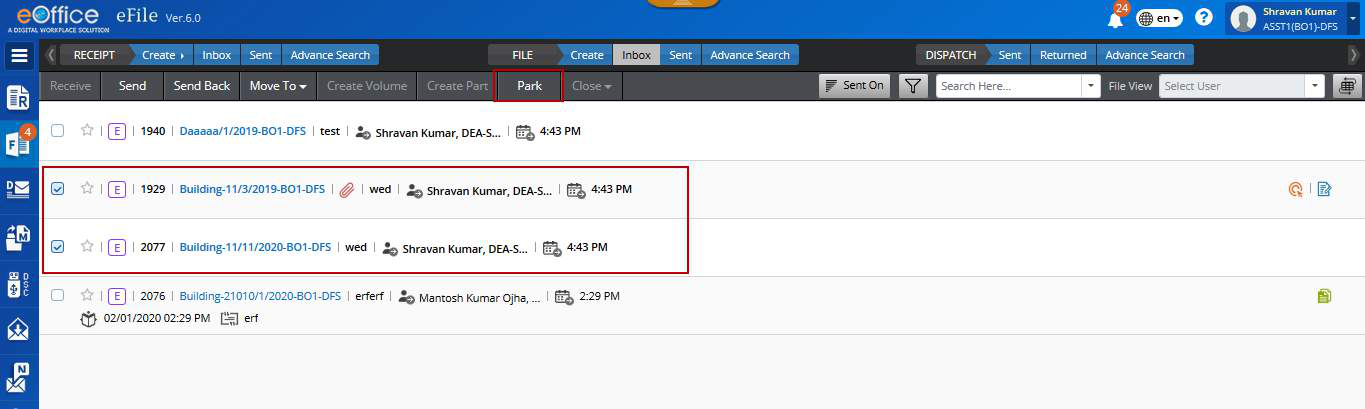 eOffice eFile Ver.6.0
A DIGITAL WORKPLACE SOLUTION
24
en
?
Shravan Kumar
ASST1(BO1)-DFS
RECEIPT Create Inbox Sent Advance Search FILE Create Inbox Sent Advance Search DISPATCH Sent Returned Advance Search
Receive Send Send Back Move To Create Volume Create Part Park Close Sent On Search Here... File View Select User
R
F 4
D
M
DSC
N
E 1940 Daaaaa/1/2019-BO1-DFS test Shravan Kumar, DEA-S... 4:43 PM
E 1929 Building-11/3/2019-BO1-DFS wed Shravan Kumar, DEA-S... 4:43 PM
E 2077 Building-11/11/2020-BO1-DFS wed Shravan Kumar, DEA-S... 4:43 PM
E 2076 Building-21010/1/2020-BO1-DFS erferf Mantosh Kumar Ojha, ... 2:29 PM
02/01/2020 02:29 PM erf